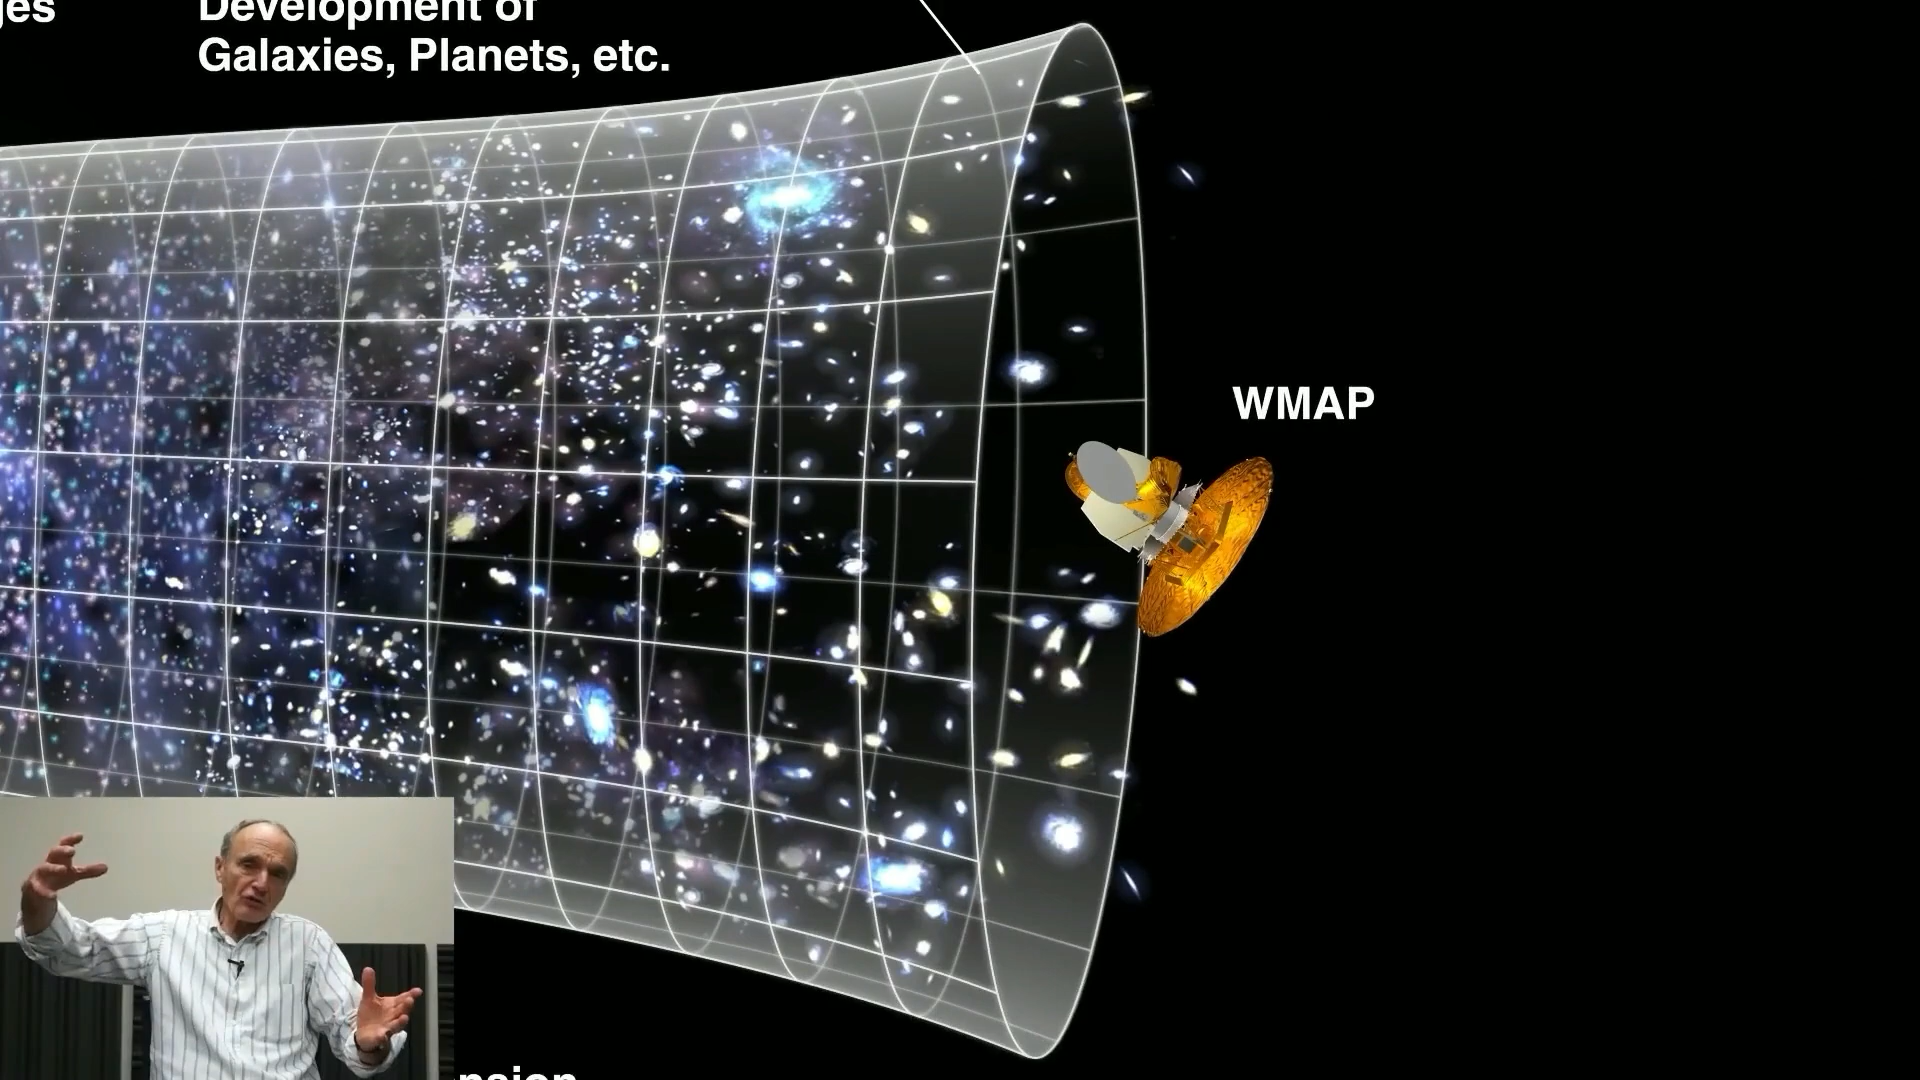 Development of
Galaxies, Planets, etc.
WMAP